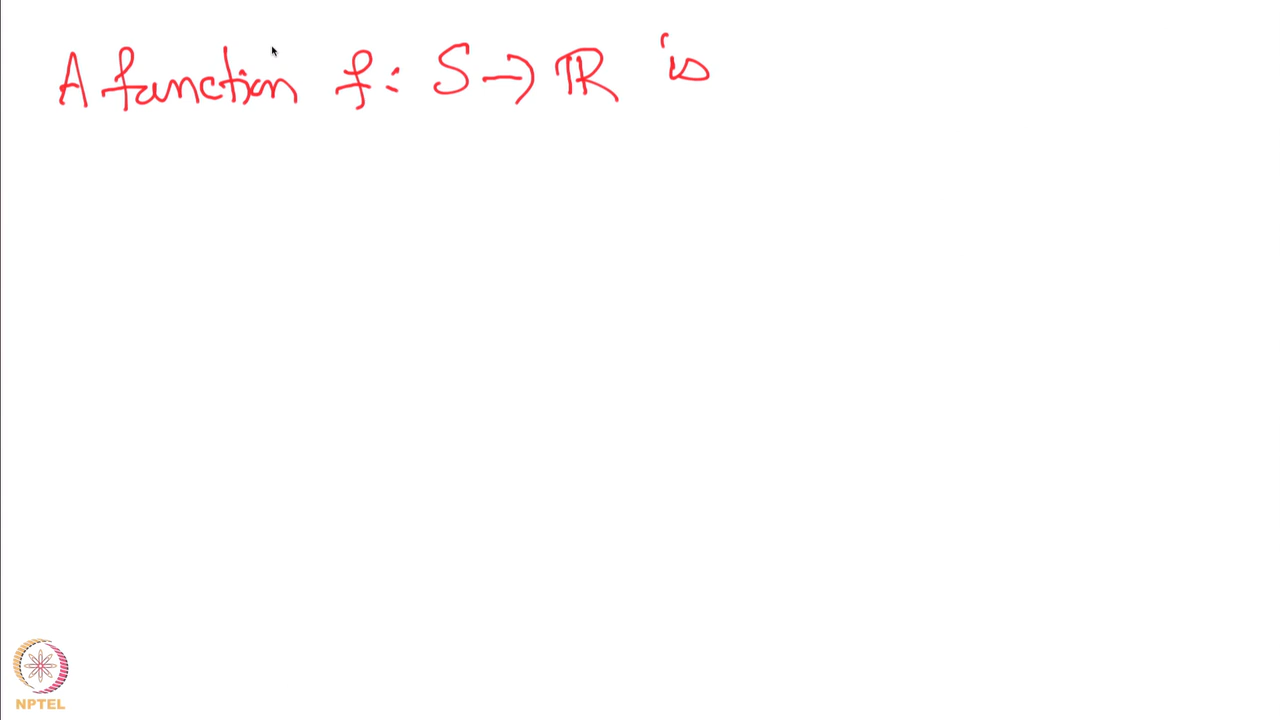 A function f : S → ℝ is
NPTEL